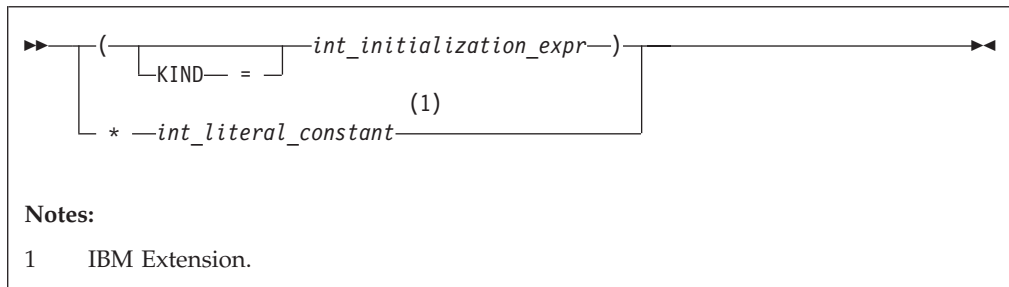 ( int_initialization_expr )
KIND =
(1)
* int_literal_constant
Notes:
1 IBM Extension.